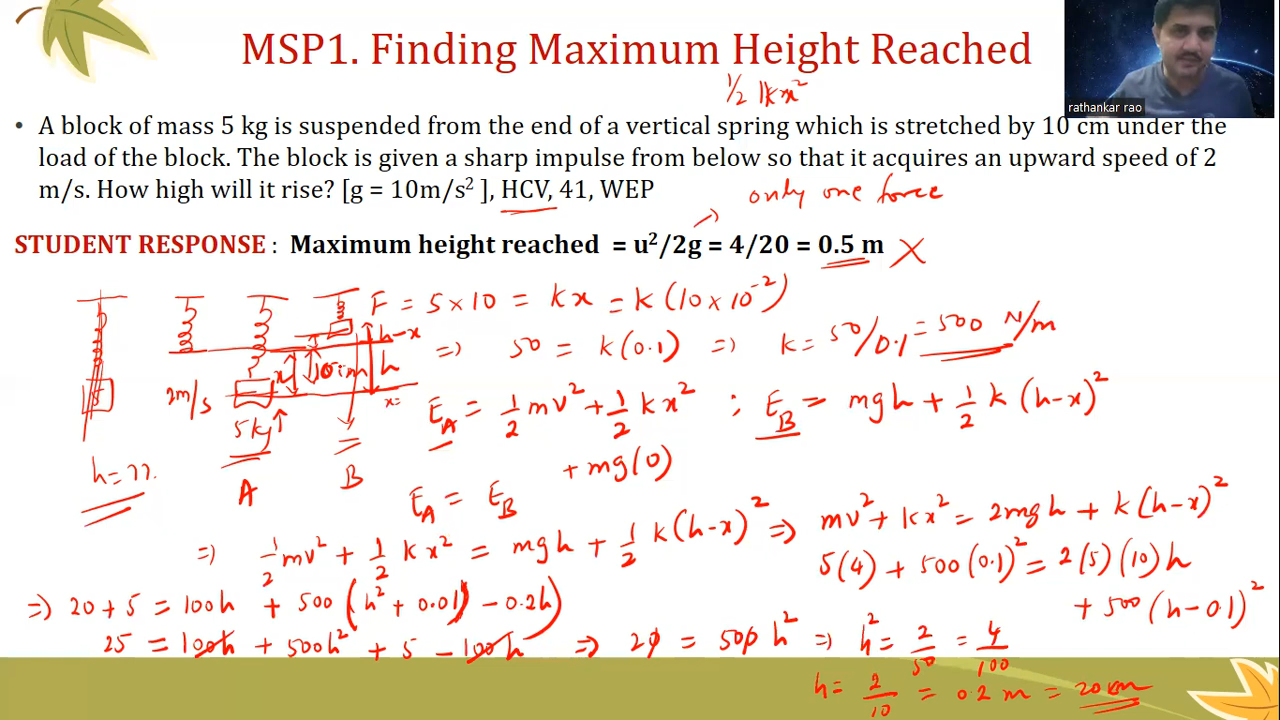 MSP1. Finding Maximum Height Reached
½ kx²
rathankar rao
• A block of mass 5 kg is suspended from the end of a vertical spring which is stretched by 10 cm under the
load of the block. The block is given a sharp impulse from below so that it acquires an upward speed of 2
m/s. How high will it rise? [g = 10m/s² ], HCV, 41, WEP
→ only one force
STUDENT RESPONSE : Maximum height reached = u²/2g = 4/20 = 0.5 m X
F = 5×10 = kx = k(10×10⁻²)
h-x
⇒ 50 = k(0.1) ⇒ k = 50/0.1 = 500 N/m
x
10cm
h
2m/s
x=
5kg ↑
E_A = ½mv² + ½kx² ; E_B = mgh + ½k(h-x)²
+ mg(0)
h=??
A
B
E_A = E_B
⇒ ½mv² + ½kx² = mgh + ½k(h-x)² ⇒ mv² + kx² = 2mgh + k(h-x)²
5(4) + 500(0.1)² = 2(5)(10)h
+ 500(h-0.1)²
⇒ 20+5 = 100h + 500(h² + 0.01) - 0.2h)
25 = 100h + 500h² + 5 - 100h ⇒ 20 = 500h² ⇒ h² = 2/50 = 4/100
h = 2/10 = 0.2 m = 20 cm